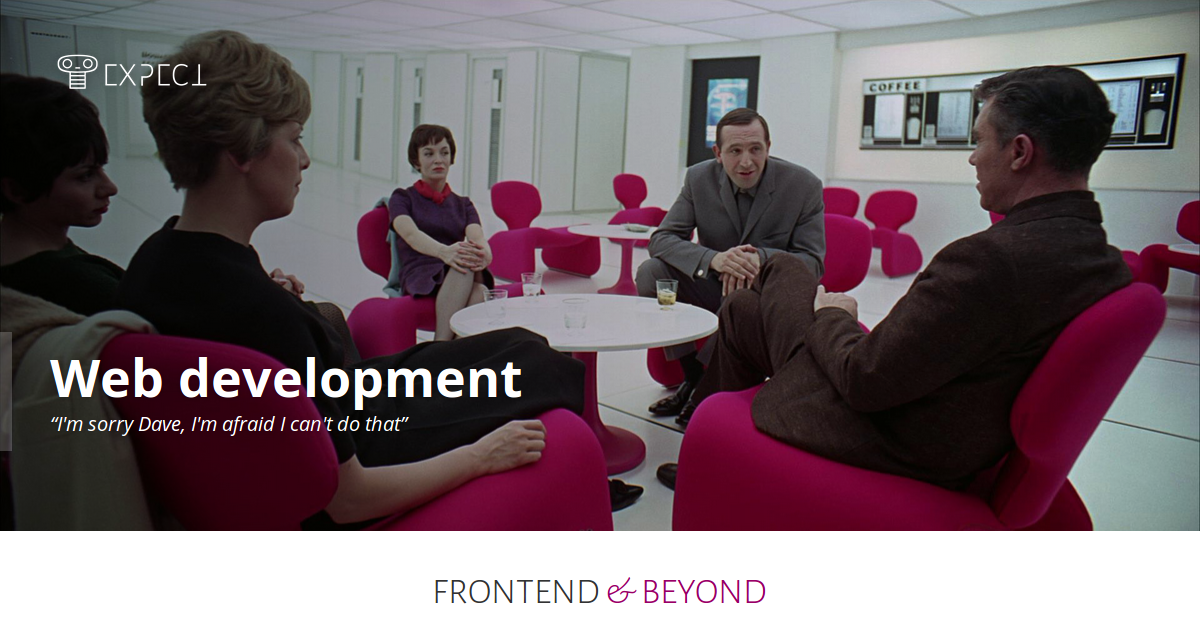 EXPECT
COFFEE
Web development
“I'm sorry Dave, I'm afraid I can't do that”
FRONTEND & BEYOND